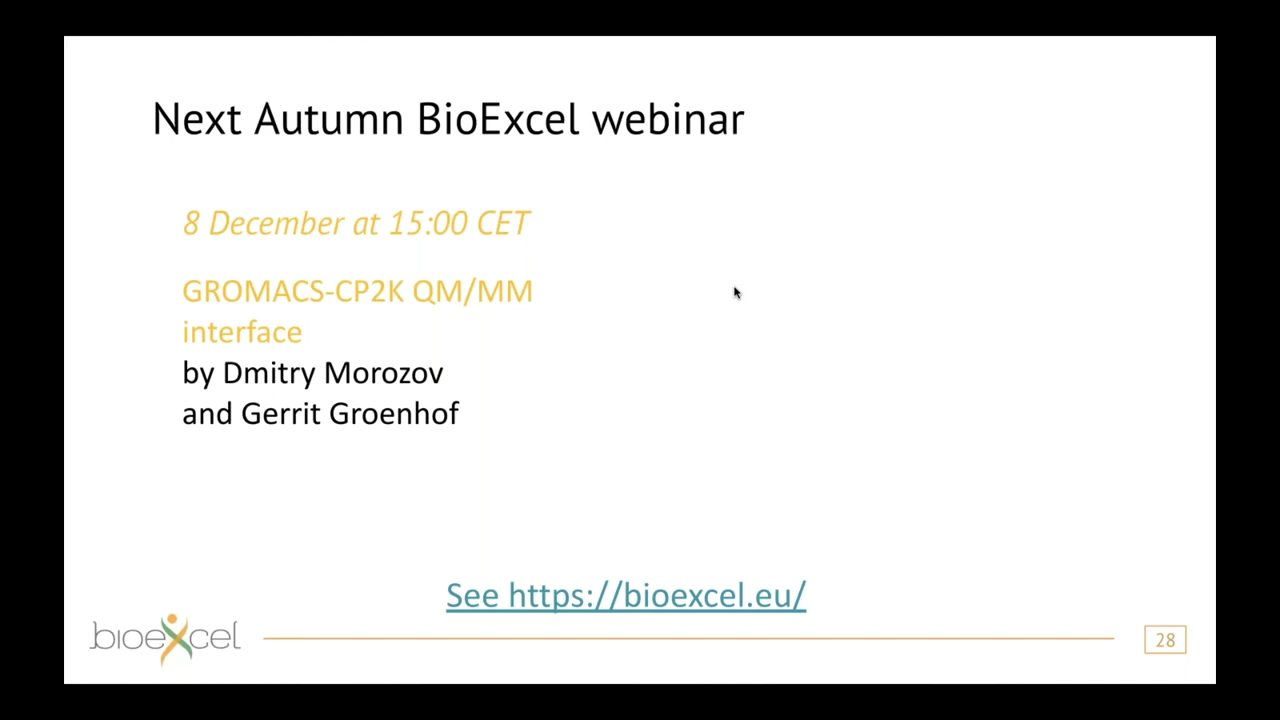 Next Autumn BioExcel webinar
8 December at 15:00 CET
GROMACS-CP2K QM/MM
interface
by Dmitry Morozov
and Gerrit Groenhof
See https://bioexcel.eu/
bioexcel
28